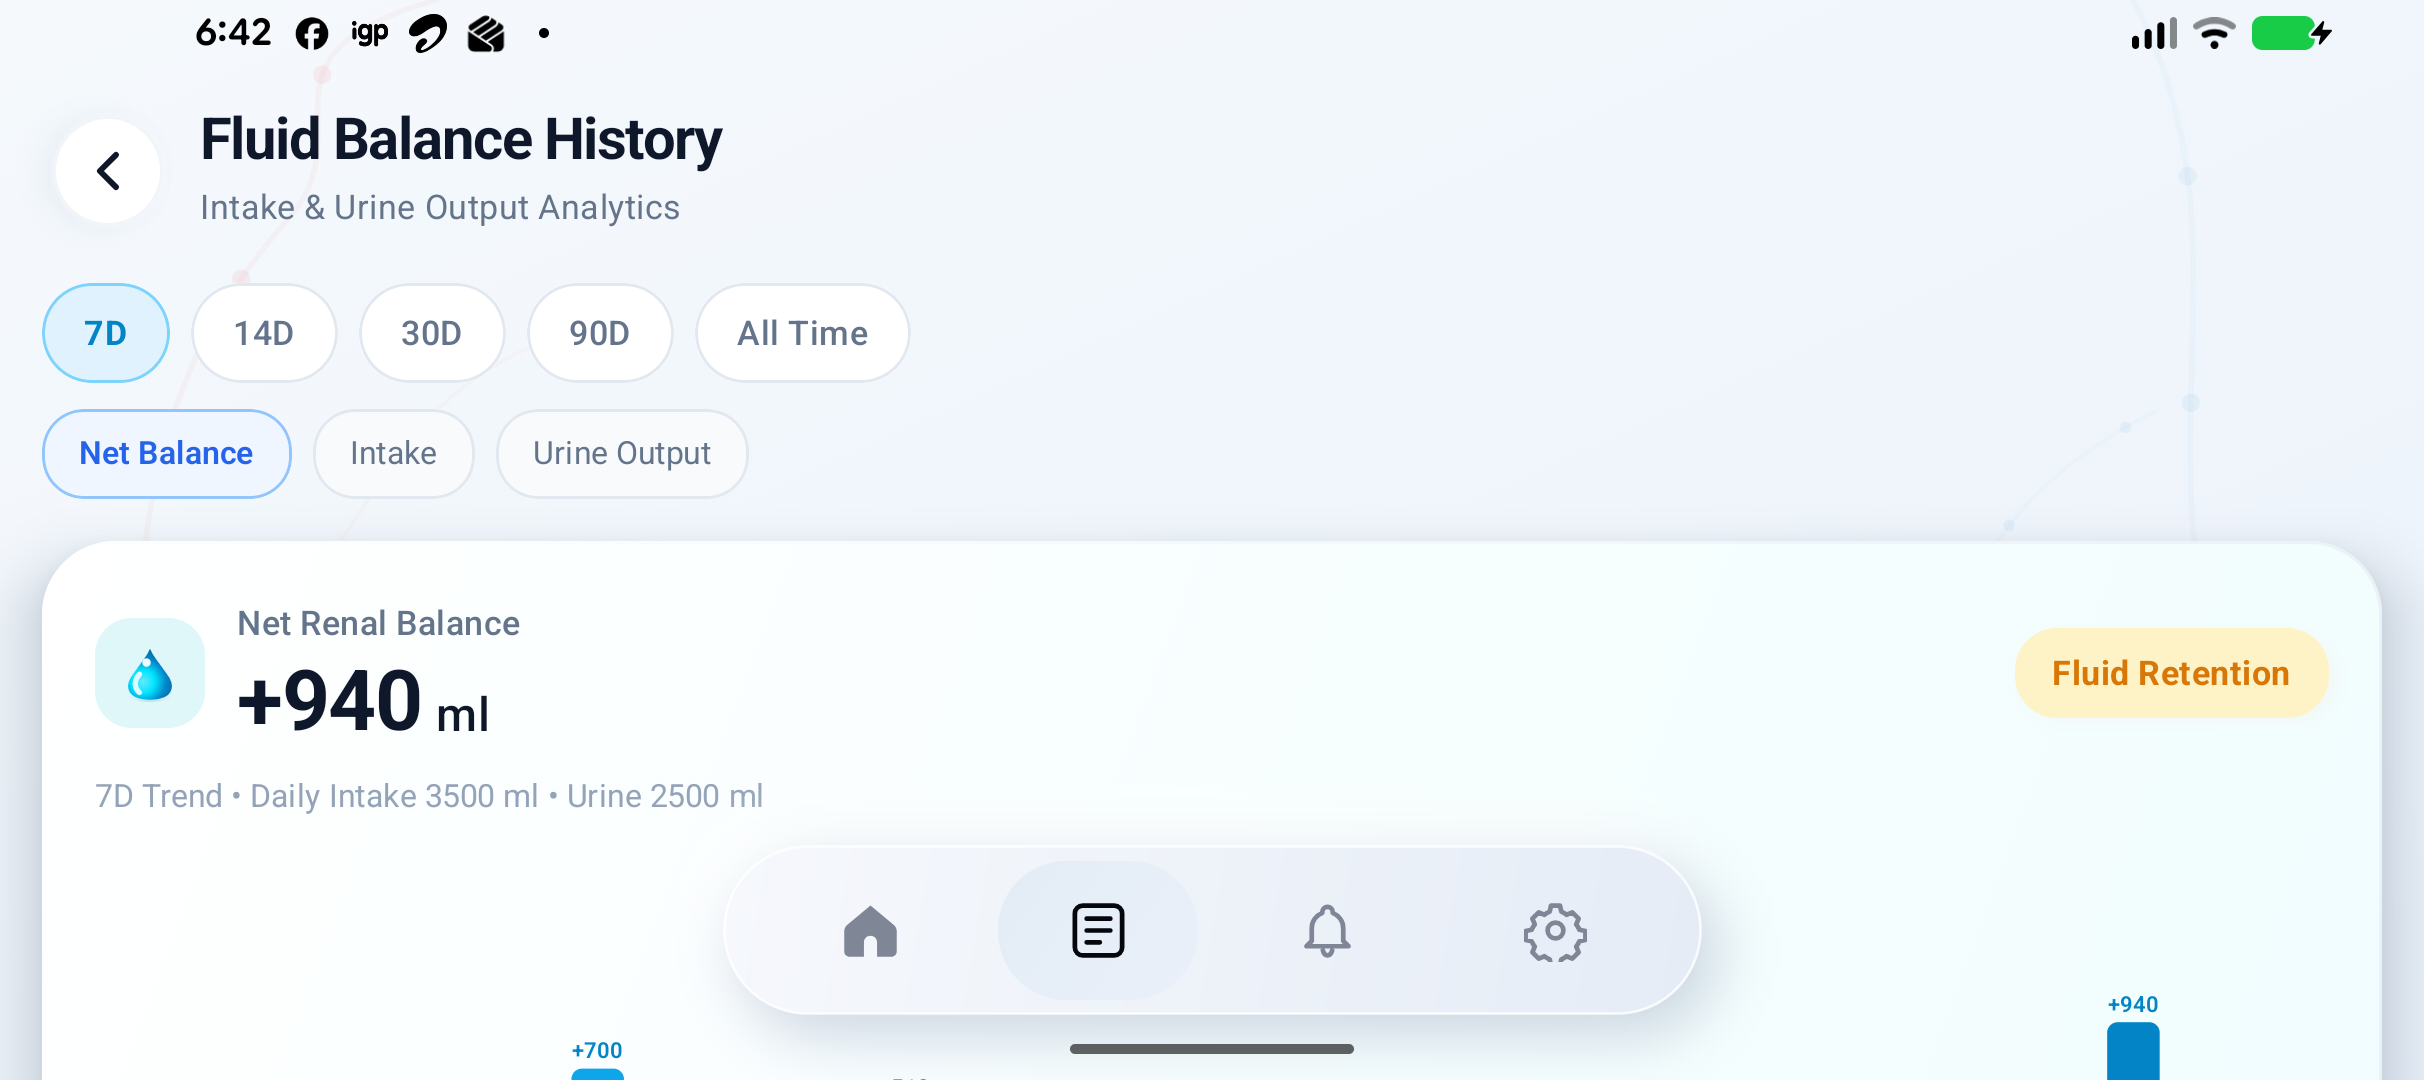 6:42 igp
Fluid Balance History
Intake & Urine Output Analytics
7D 14D 30D 90D All Time
Net Balance Intake Urine Output
Net Renal Balance
+940 ml
Fluid Retention
7D Trend • Daily Intake 3500 ml • Urine 2500 ml
+940
+700